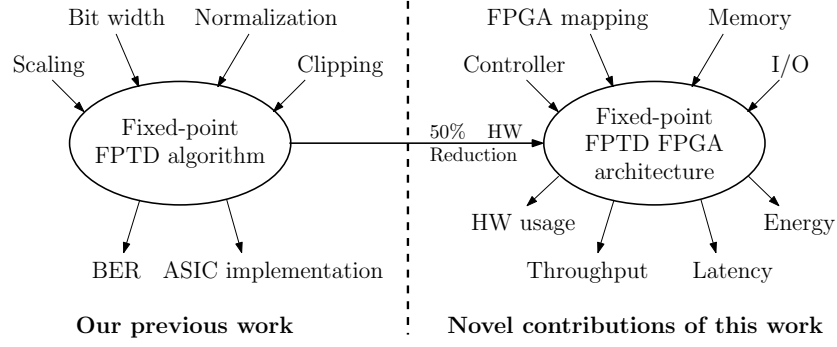 Bit width
Normalization
Scaling
Clipping
Fixed-point
FPTD algorithm
BER
ASIC implementation
Our previous work
50% HW
Reduction
FPGA mapping
Memory
Controller
I/O
Fixed-point
FPTD FPGA
architecture
HW usage
Energy
Throughput
Latency
Novel contributions of this work